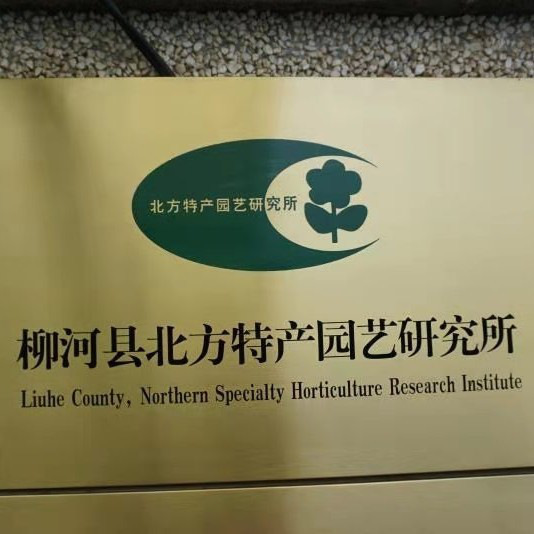 北方特产园艺研究所
柳河县北方特产园艺研究所
Liuhe County, Northern Specialty Horticulture Research Institute